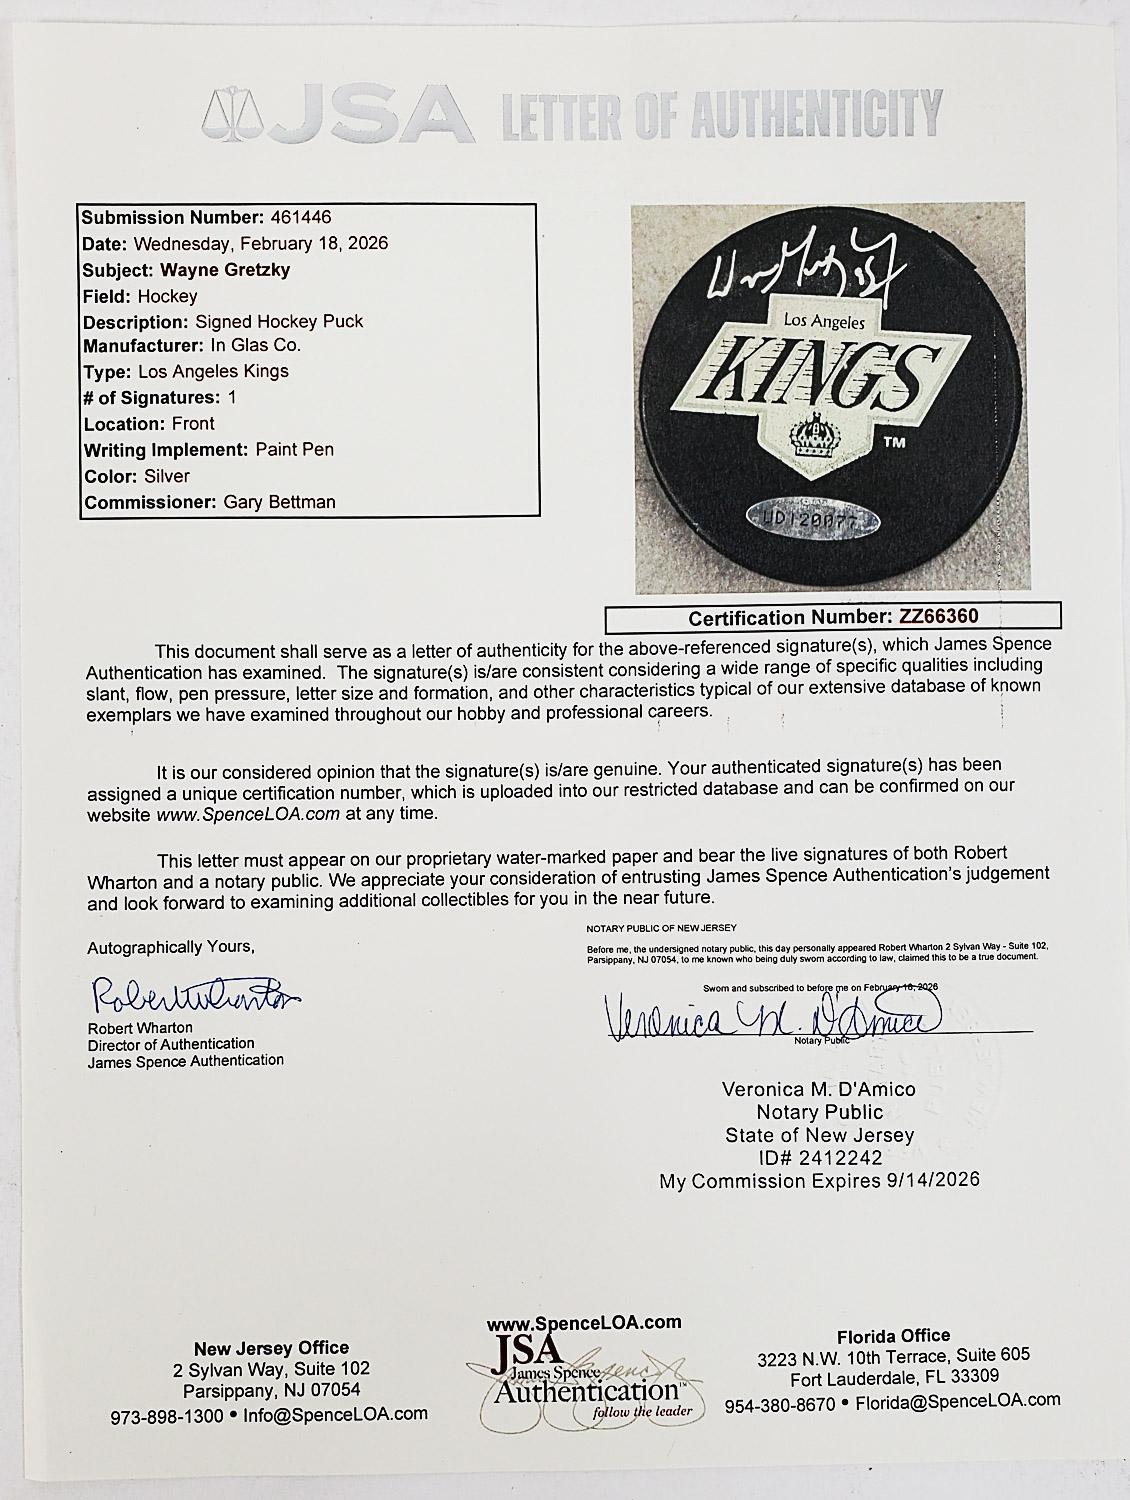 JSA LETTER OF AUTHENTICITY
Submission Number: 461446
Date: Wednesday, February 18, 2026
Subject: Wayne Gretzky
Field: Hockey
Description: Signed Hockey Puck
Manufacturer: In Glas Co.
Type: Los Angeles Kings
# of Signatures: 1
Location: Front
Writing Implement: Paint Pen
Color: Silver
Commissioner: Gary Bettman
Los Angeles
KINGS
TM
Certification Number: ZZ66360
This document shall serve as a letter of authenticity for the above-referenced signature(s), which James Spence
Authentication has examined. The signature(s) is/are consistent considering a wide range of specific qualities including
slant, flow, pen pressure, letter size and formation, and other characteristics typical of our extensive database of known
exemplars we have examined throughout our hobby and professional careers.
It is our considered opinion that the signature(s) is/are genuine. Your authenticated signature(s) has been
assigned a unique certification number, which is uploaded into our restricted database and can be confirmed on our
website www.SpenceLOA.com at any time.
This letter must appear on our proprietary water-marked paper and bear the live signatures of both Robert
Wharton and a notary public. We appreciate your consideration of entrusting James Spence Authentication's judgement
and look forward to examining additional collectibles for you in the near future.
Autographically Yours,
Robert Wharton
Robert Wharton
Director of Authentication
James Spence Authentication
NOTARY PUBLIC OF NEW JERSEY
Before me, the undersigned notary public, this day personally appeared Robert Wharton 2 Sylvan Way - Suite 102,
Parsippany, NJ 07054, to me known who being duly sworn according to law, claimed this to be a true document.
Sworn and subscribed to before me on February 18, 2026
Veronica M. D'Amico
Notary Public
Veronica M. D'Amico
Notary Public
State of New Jersey
ID# 2412242
My Commission Expires 9/14/2026
New Jersey Office
2 Sylvan Way, Suite 102
Parsippany, NJ 07054
973-898-1300 • Info@SpenceLOA.com
www.SpenceLOA.com
JSA
James Spence
Authentication™
follow the leader
Florida Office
3223 N.W. 10th Terrace, Suite 605
Fort Lauderdale, FL 33309
954-380-8670 • Florida@SpenceLOA.com